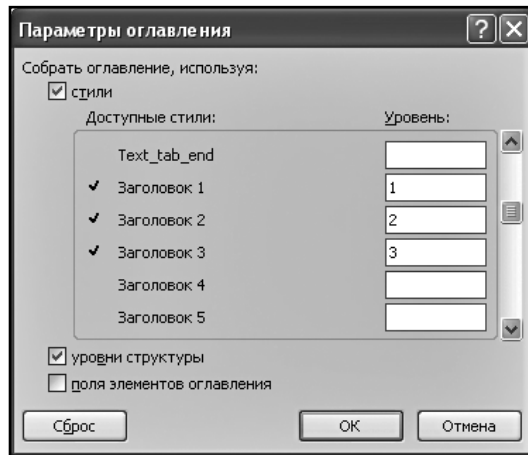 Параметры оглавления
Собрать оглавление, используя:
стили
Доступные стили: Уровень:
Text_tab_end
Заголовок 1 1
Заголовок 2 2
Заголовок 3 3
Заголовок 4
Заголовок 5
уровни структуры
поля элементов оглавления
Сброс ОК Отмена